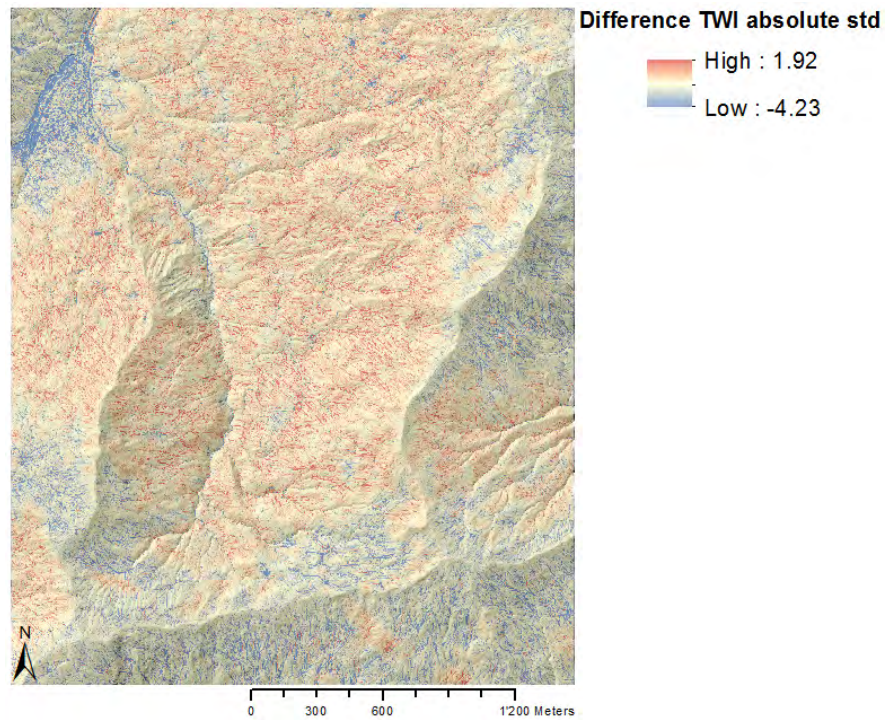 Difference TWI absolute std
High : 1.92
Low : -4.23
N
0 300 600 1'200 Meters